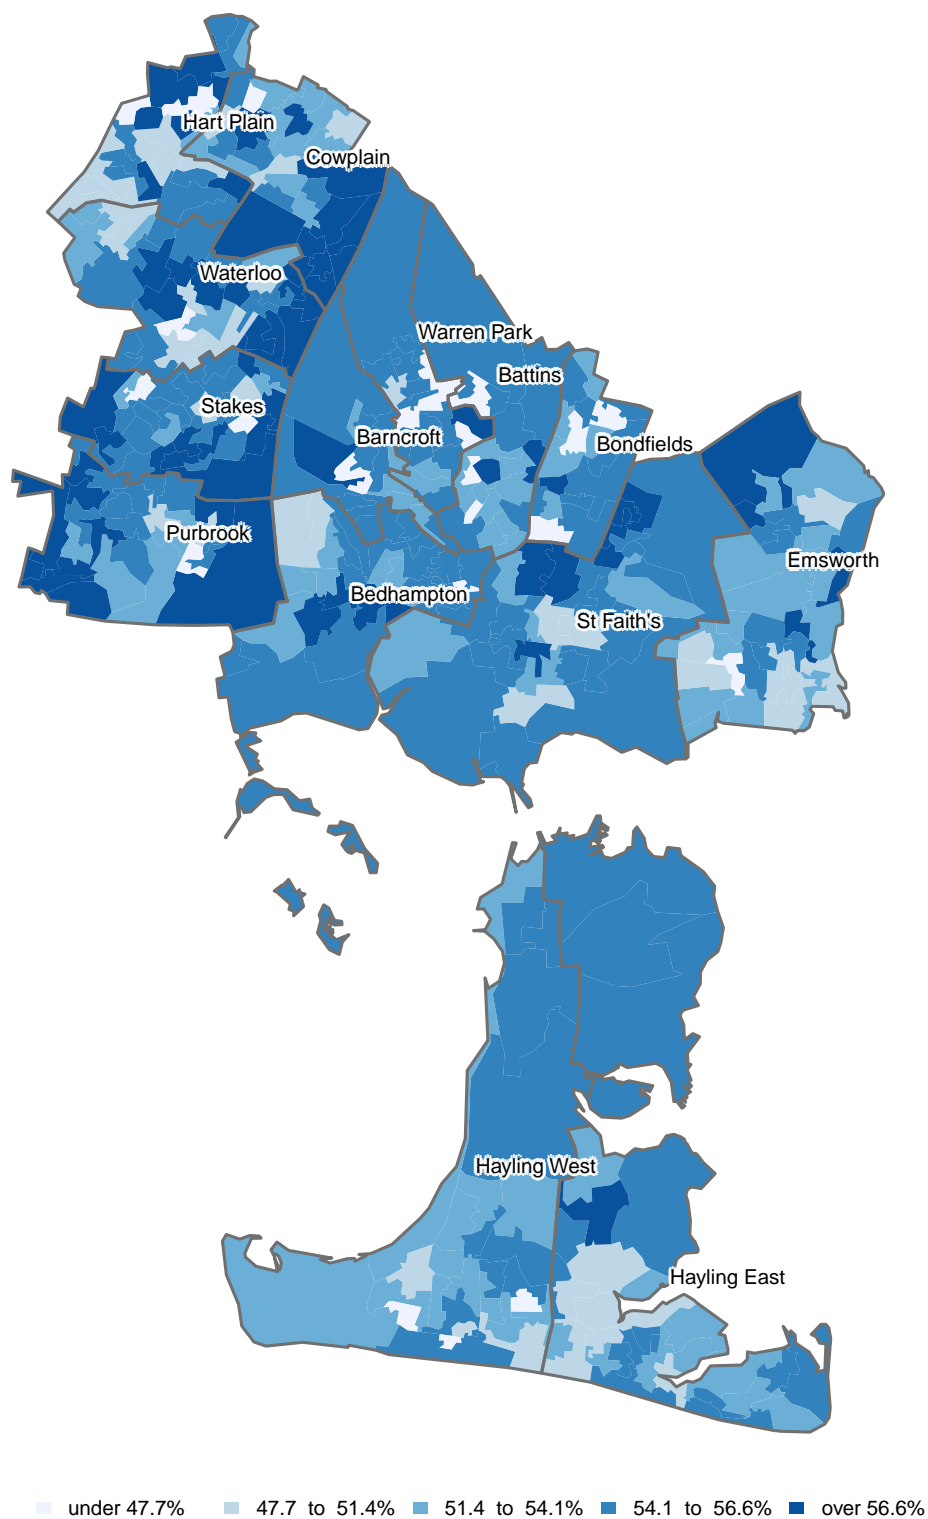 Hart Plain
Cowplain
Waterloo
Warren Park
Battins
Stakes
Barncroft
Bondfields
Purbrook
Emsworth
Bedhampton
St Faith's
Hayling West
Hayling East
under 47.7% 47.7 to 51.4% 51.4 to 54.1% 54.1 to 56.6% over 56.6%